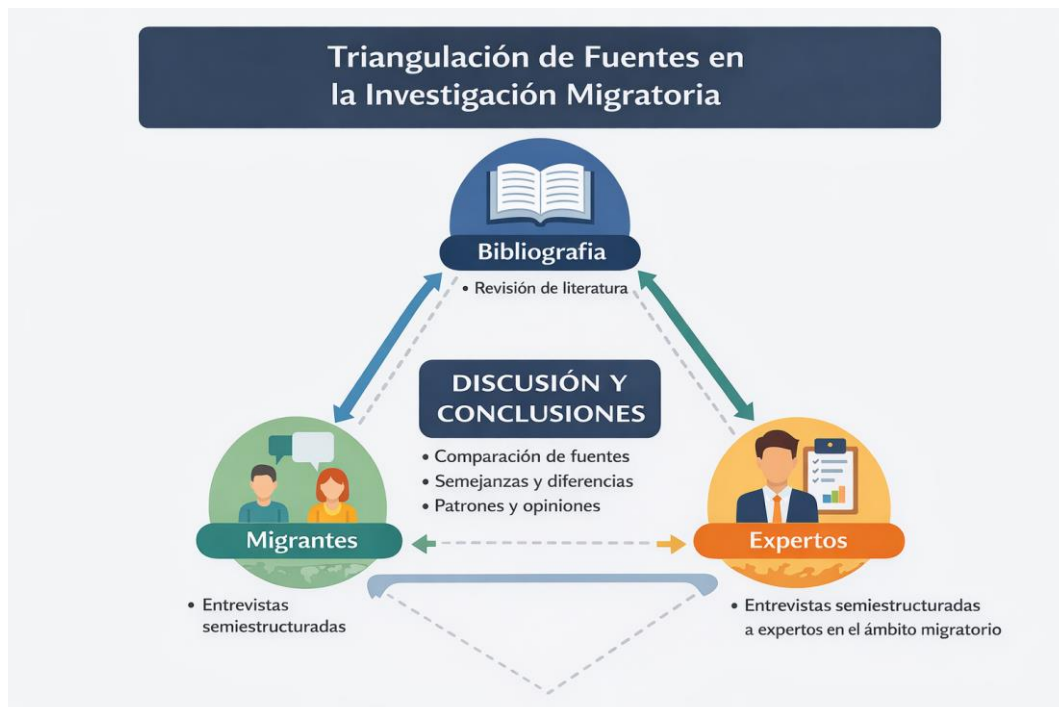 Triangulación de Fuentes en
la Investigación Migratoria
Bibliografia
• Revisión de literatura
DISCUSIÓN Y
CONCLUSIONES
• Comparación de fuentes
• Semejanzas y diferencias
• Patrones y opiniones
Migrantes
• Entrevistas
semiestructuradas
Expertos
• Entrevistas semiestructuradas
a expertos en el ámbito migratorio